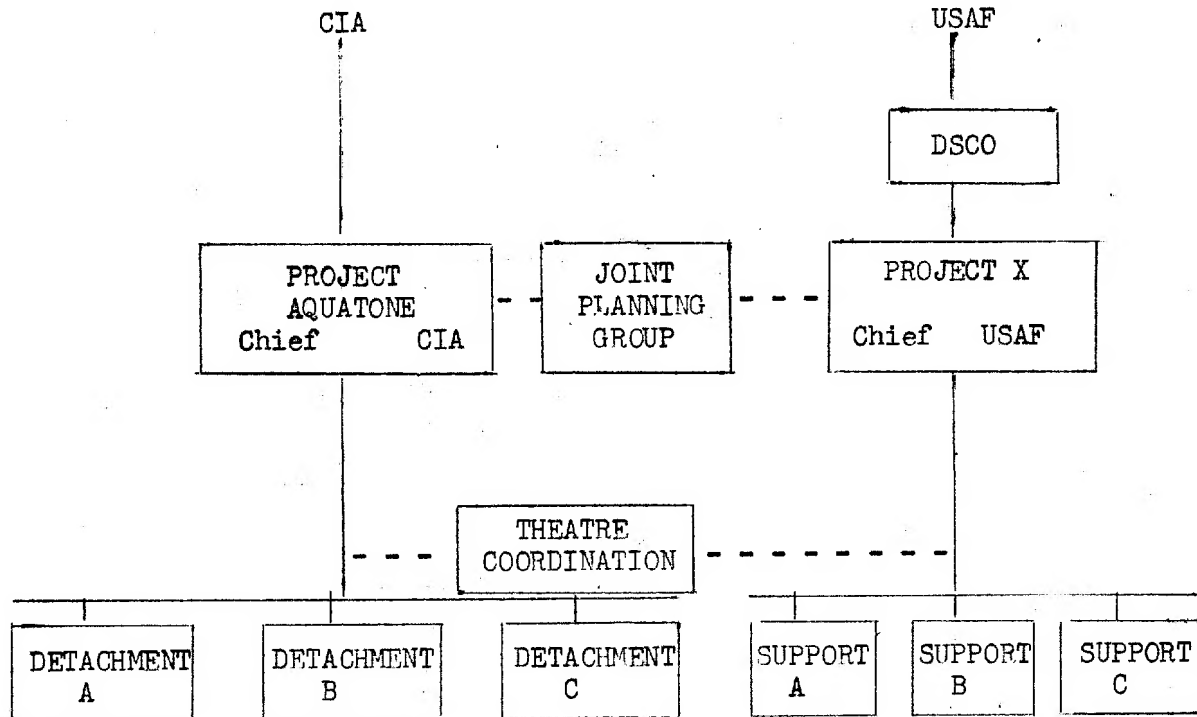 CIA
USAF
DSCO
PROJECT
AQUATONE
Chief CIA
JOINT
PLANNING
GROUP
PROJECT X
Chief USAF
THEATRE
COORDINATION
DETACHMENT
A
DETACHMENT
B
DETACHMENT
C
SUPPORT
A
SUPPORT
B
SUPPORT
C